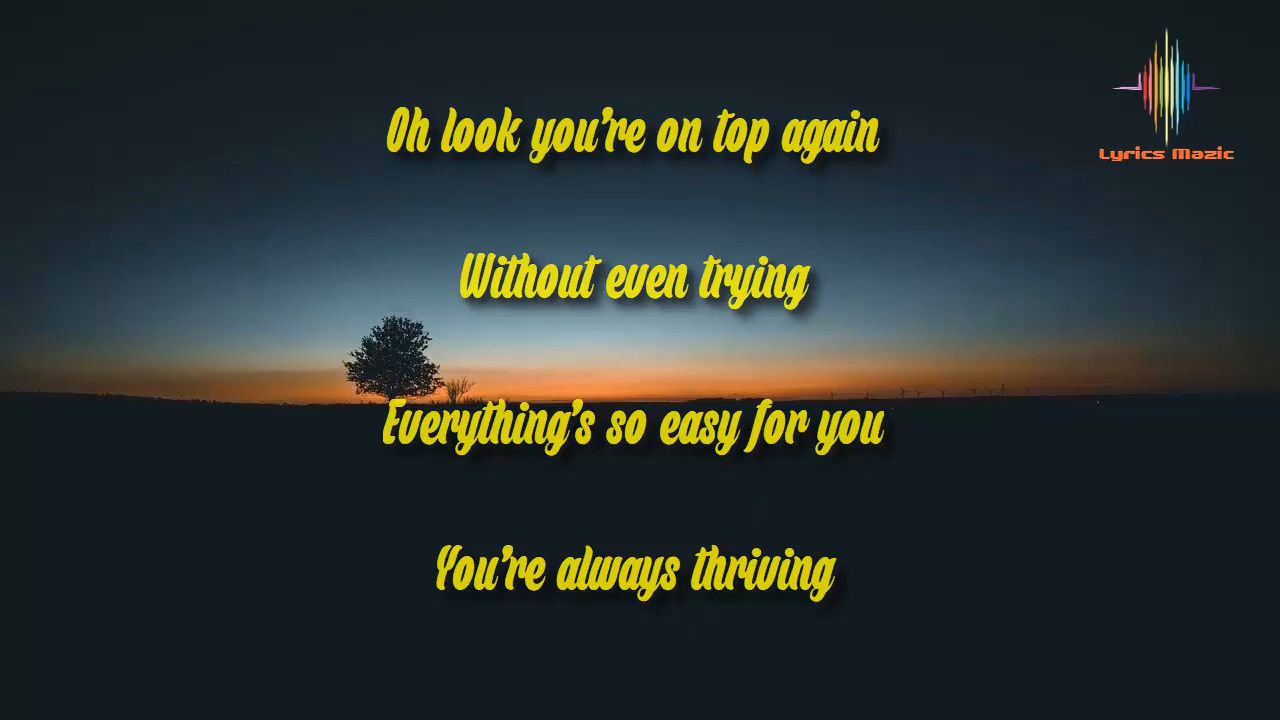 Lyrics Mazic
Oh look you're on top again
Without even trying
Everything's so easy for you
You're always thriving